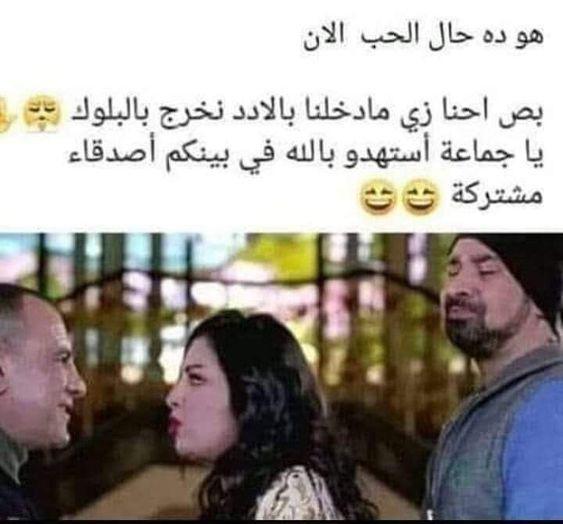 هو ده حال الحب الان
بص احنا زي مادخلنا بالادد نخرج بالبلوك
يا جماعة أستهدو بالله في بينكم أصدقاء
مشتركة